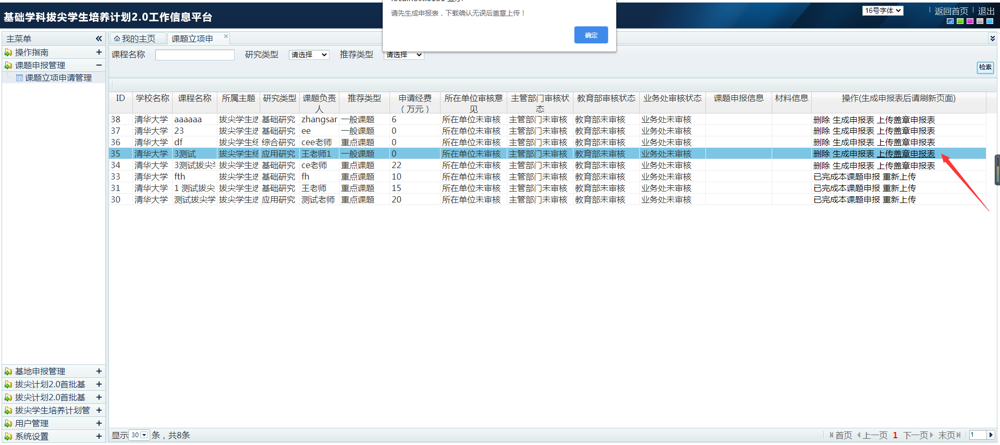 请先生成申报表，下载确认无误后盖章上传！
确定
基础学科拔尖学生培养计划2.0工作信息平台
16号字体
返回首页 退出
主菜单
操作指南
课题申报管理
课题立项申请管理
基地申报管理
拔尖计划2.0首批基
拔尖计划2.0首批基
拔尖学生培养计划管
用户管理
系统设置
我的主页 课题立项申
课程名称 研究类型 请选择 推荐类型 请选择
检索
ID 学校名称 课程名称 所属主题 研究类型 课题负责人 推荐类型 申请经费（万元） 所在单位审核意见 主管部门审核状态 教育部审核状态 业务处审核状态 课题申报信息 材料信息 操作(生成申报表后请刷新页面)
38 清华大学 aaaaaa 拔尖学生选 基础研究 zhangsar 一般课题 6 所在单位未审核 主管部门未审核 教育部未审核 业务处未审核 删除 生成申报表 上传盖章申报表
37 清华大学 23 拔尖学生选 基础研究 ee 一般课题 0 所在单位未审核 主管部门未审核 教育部未审核 业务处未审核 删除 生成申报表 上传盖章申报表
36 清华大学 df 拔尖学生综 综合研究 cee老师 重点课题 0 所在单位未审核 主管部门未审核 教育部未审核 业务处未审核 删除 生成申报表 上传盖章申报表
35 清华大学 3测试 拔尖学生综 应用研究 王老师1 一般课题 0 所在单位未审核 主管部门未审核 教育部未审核 业务处未审核 删除 生成申报表 上传盖章申报表
34 清华大学 3测试拔尖学 拔尖学生选 基础研究 ce老师 重点课题 22 所在单位未审核 主管部门未审核 教育部未审核 业务处未审核 删除 生成申报表 上传盖章申报表
33 清华大学 fth 拔尖学生选 基础研究 fh 重点课题 10 所在单位未审核 主管部门未审核 教育部未审核 业务处未审核 已完成本课题申报 重新上传
31 清华大学 1 测试拔尖 拔尖学生选 基础研究 王老师 重点课题 15 所在单位未审核 主管部门未审核 教育部未审核 业务处未审核 已完成本课题申报 重新上传
30 清华大学 测试拔尖学 拔尖学生选 应用研究 测试老师 重点课题 20 所在单位未审核 主管部门未审核 教育部未审核 业务处未审核 已完成本课题申报 重新上传
显示 30 条，共8条
首页 上一页 1 下一页 末页 1